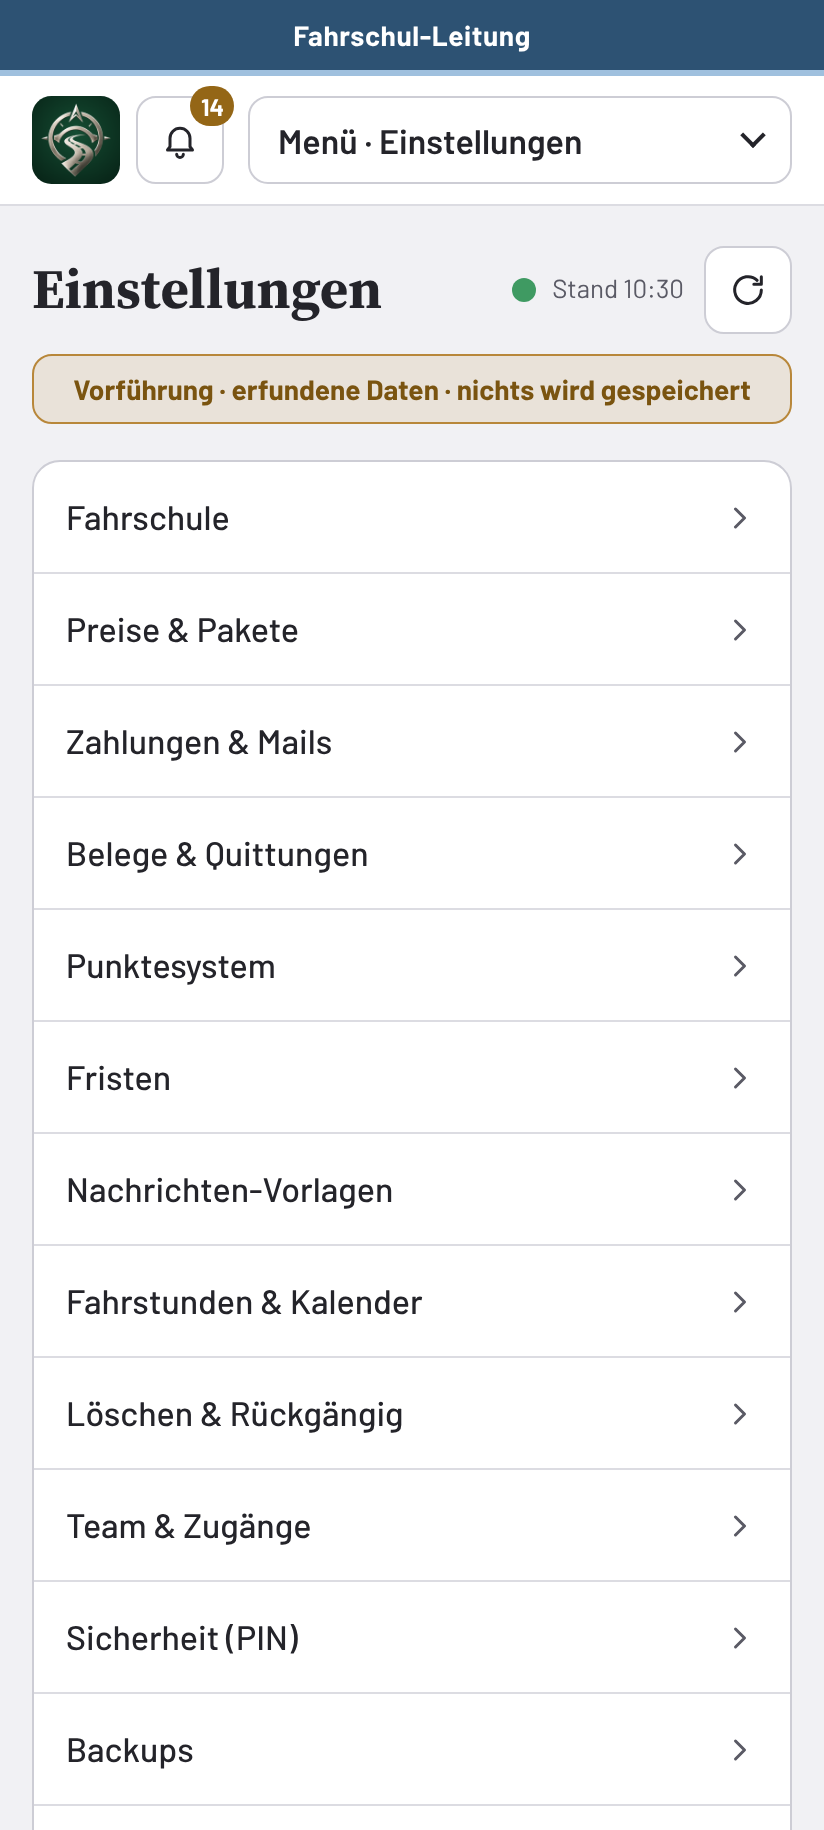 Fahrschul-Leitung
14
Menü · Einstellungen
Einstellungen
Stand 10:30
Vorführung · erfundene Daten · nichts wird gespeichert
Fahrschule
Preise & Pakete
Zahlungen & Mails
Belege & Quittungen
Punktesystem
Fristen
Nachrichten-Vorlagen
Fahrstunden & Kalender
Löschen & Rückgängig
Team & Zugänge
Sicherheit (PIN)
Backups